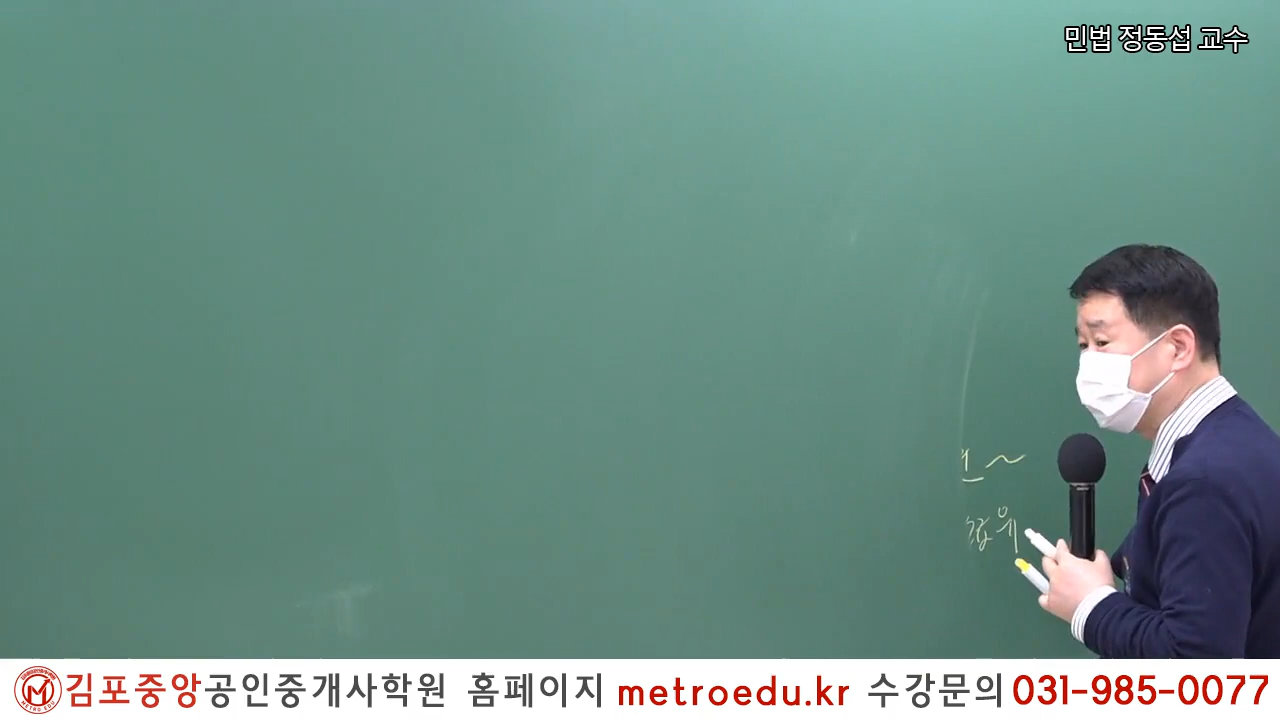 민법 정동섭 교수
김포중앙공인중개사학원 홈페이지 metroedu.kr 수강문의 031-985-0077